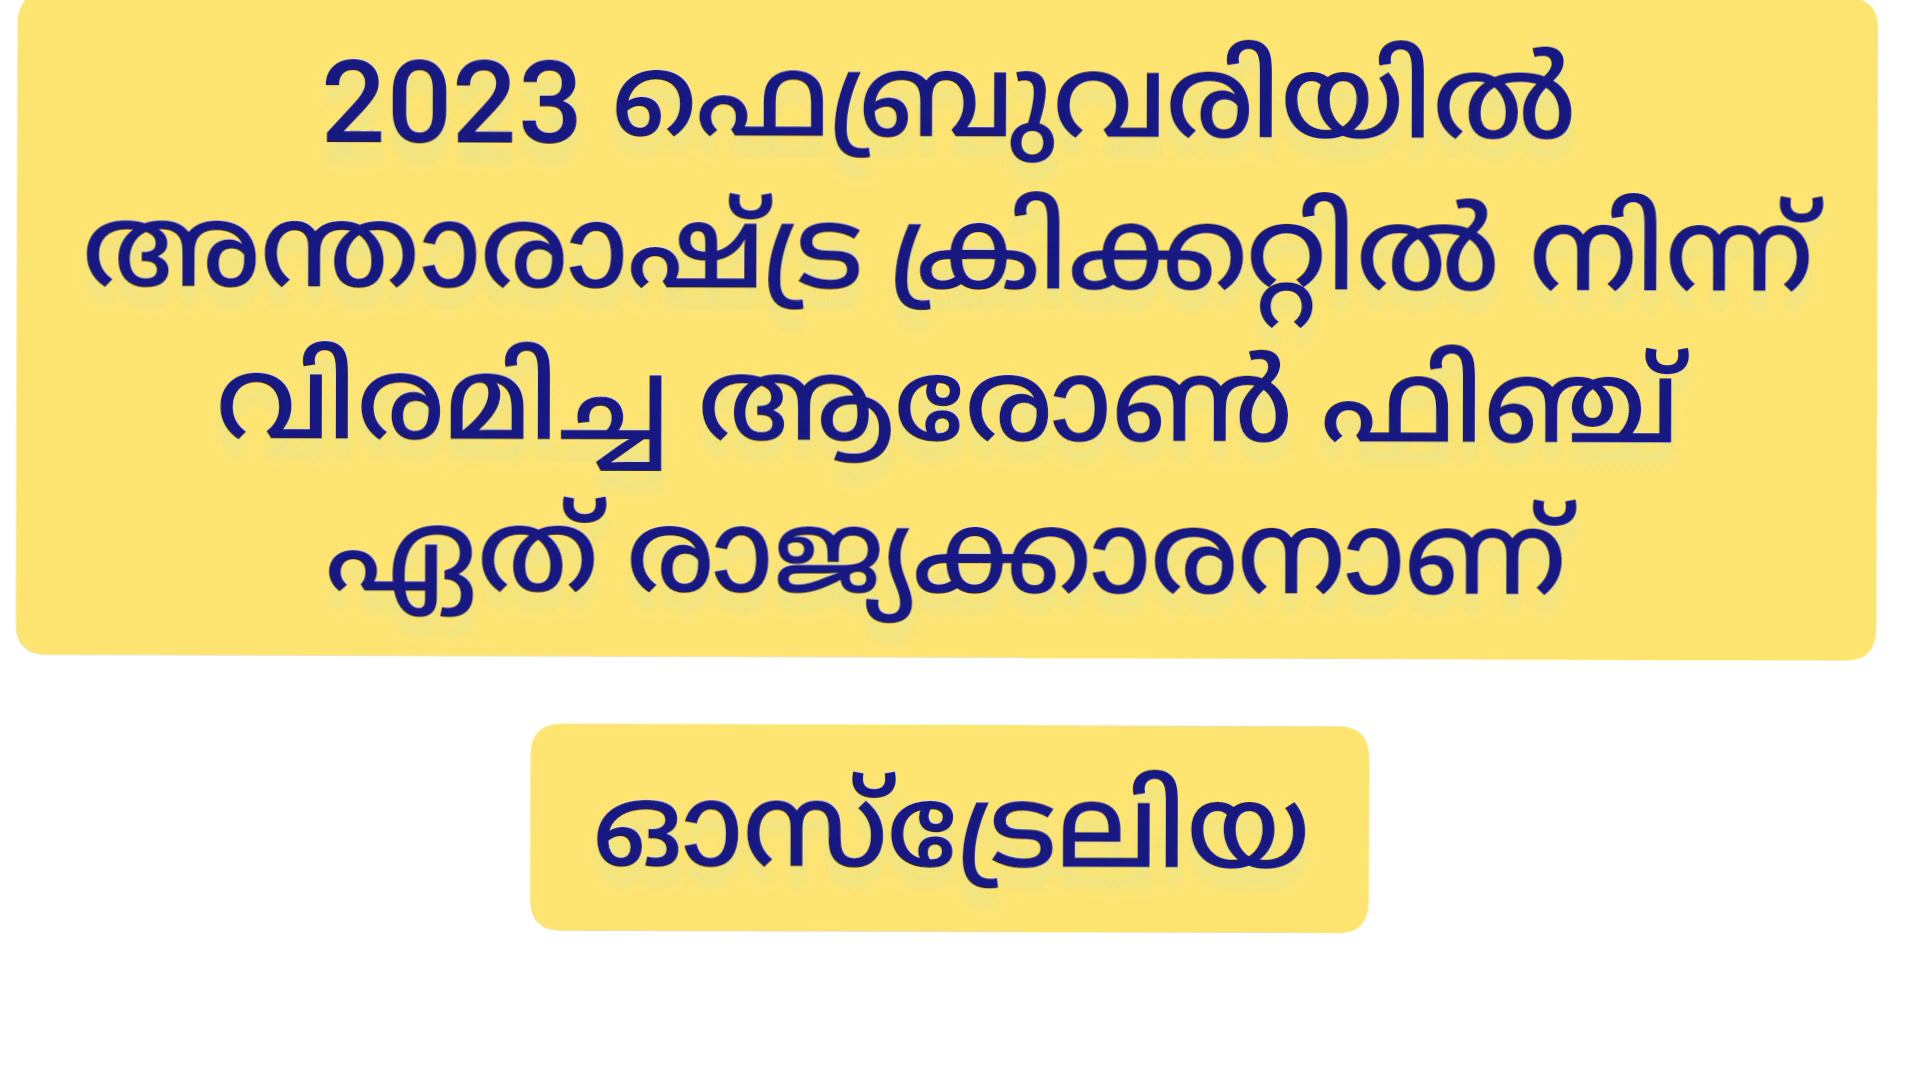 2023 ഫെബ്രുവരിയിൽ
അന്താരാഷ്ട്ര ക്രിക്കറ്റിൽ നിന്ന്
വിരമിച്ച ആരോൺ ഫിഞ്ച്
ഏത് രാജ്യക്കാരനാണ്
ഓസ്ട്രേലിയ